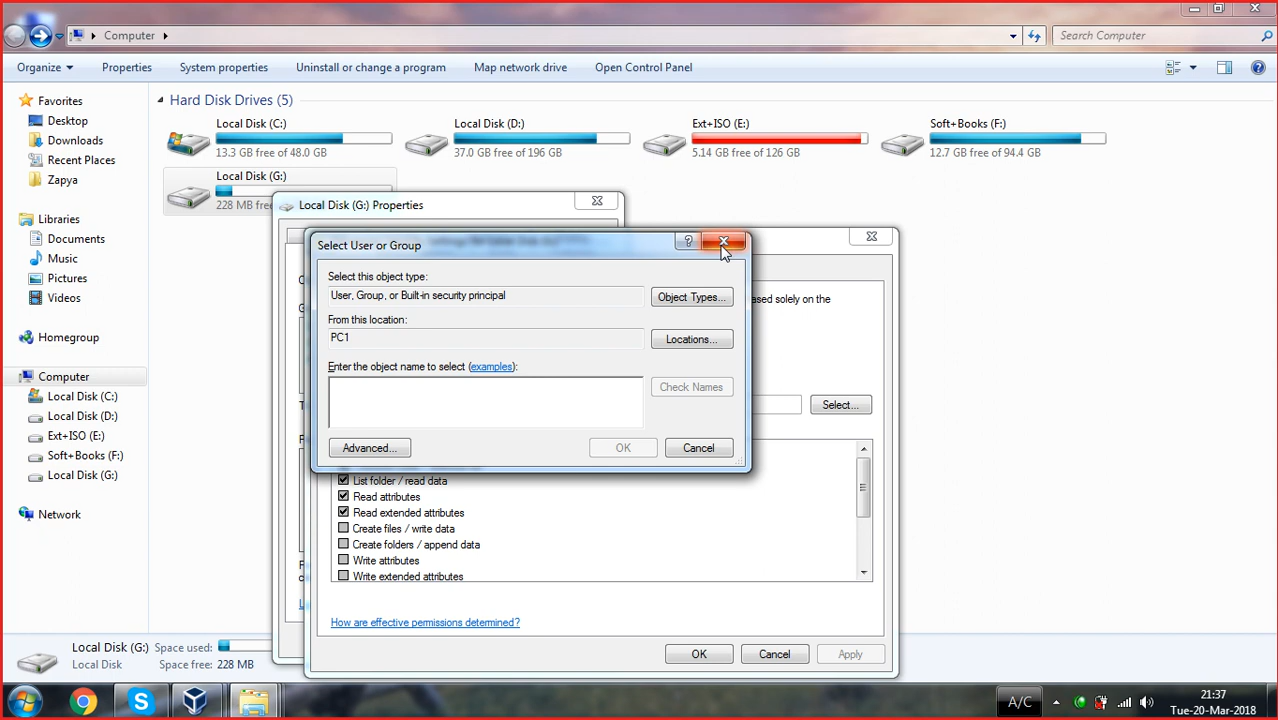 Computer
Search Computer
Organize
Properties
System properties
Uninstall or change a program
Map network drive
Open Control Panel
Favorites
Desktop
Downloads
Recent Places
Zapya
Libraries
Documents
Music
Pictures
Videos
Homegroup
Computer
Local Disk (C:)
Local Disk (D:)
Ext+ISO (E:)
Soft+Books (F:)
Local Disk (G:)
Network
Hard Disk Drives (5)
Local Disk (C:)
13.3 GB free of 48.0 GB
Local Disk (D:)
37.0 GB free of 196 GB
Ext+ISO (E:)
5.14 GB free of 126 GB
Soft+Books (F:)
12.7 GB free of 94.4 GB
Local Disk (G:)
228 MB free
Local Disk (G:) Properties
Select User or Group
Select this object type:
User, Group, or Built-in security principal
Object Types...
From this location:
PC1
Locations...
Enter the object name to select (examples):
Check Names
Advanced...
OK
Cancel
solely on the
Select...
List folder / read data
Read attributes
Read extended attributes
Create files / write data
Create folders / append data
Write attributes
Write extended attributes
How are effective permissions determined?
OK
Cancel
Apply
Local Disk (G:) Space used:
Local Disk Space free: 228 MB
A/C
21:37
Tue-20-Mar-2018